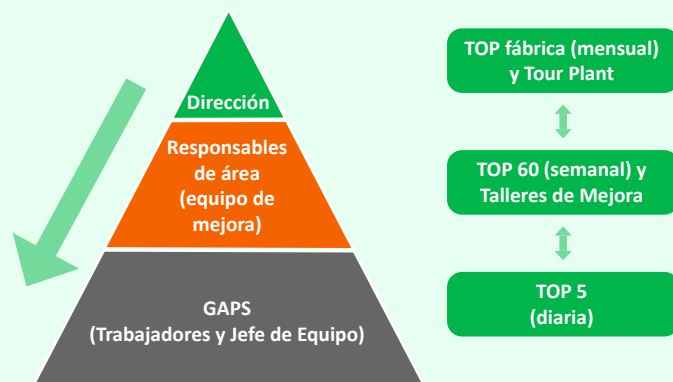 Dirección
Responsables
de área
(equipo de
mejora)
GAPS
(Trabajadores y Jefe de Equipo)
TOP fábrica (mensual)
y Tour Plant
TOP 60 (semanal) y
Talleres de Mejora
TOP 5
(diaria)